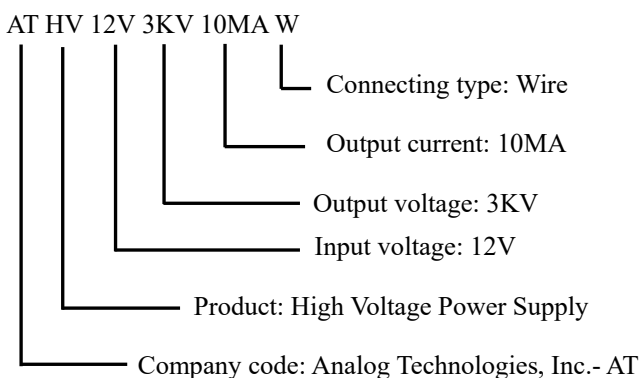 AT HV 12V 3KV 10MA W
Connecting type: Wire
Output current: 10MA
Output voltage: 3KV
Input voltage: 12V
Product: High Voltage Power Supply
Company code: Analog Technologies, Inc.- AT